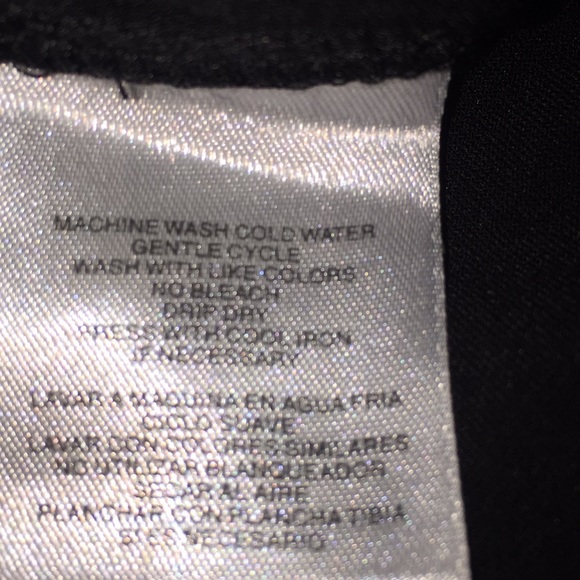 MACHINE WASH COLD WATER
GENTLE CYCLE
WASH WITH LIKE COLORS
NO BLEACH
DRIP DRY
PRESS WITH COOL IRON
IF NECESSARY
LAVAR A MAQUINA EN AGUA FRIA
CICLO SUAVE
LAVAR CON COLORES SIMILARES
NO UTILIZAR BLANQUEADOR
SECAR AL AIRE
PLANCHAR CON PLANCHA TIBIA
SI ES NECESARIO